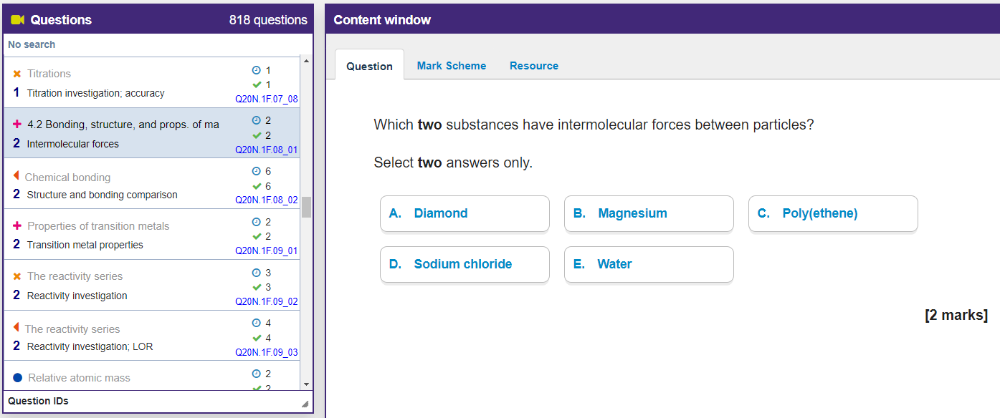 Questions 818 questions
No search
Titrations 1
1 Titration investigation; accuracy 1
Q20N.1F.07_08
4.2 Bonding, structure, and props. of ma 2
2 Intermolecular forces 2
Q20N.1F.08_01
Chemical bonding 6
2 Structure and bonding comparison 6
Q20N.1F.08_02
Properties of transition metals 2
2 Transition metal properties 2
Q20N.1F.09_01
The reactivity series 3
2 Reactivity investigation 3
Q20N.1F.09_02
The reactivity series 4
2 Reactivity investigation; LOR 4
Q20N.1F.09_03
Relative atomic mass 2
2
Question IDs
Content window
Question Mark Scheme Resource
Which two substances have intermolecular forces between particles?
Select two answers only.
A. Diamond B. Magnesium C. Poly(ethene)
D. Sodium chloride E. Water
[2 marks]